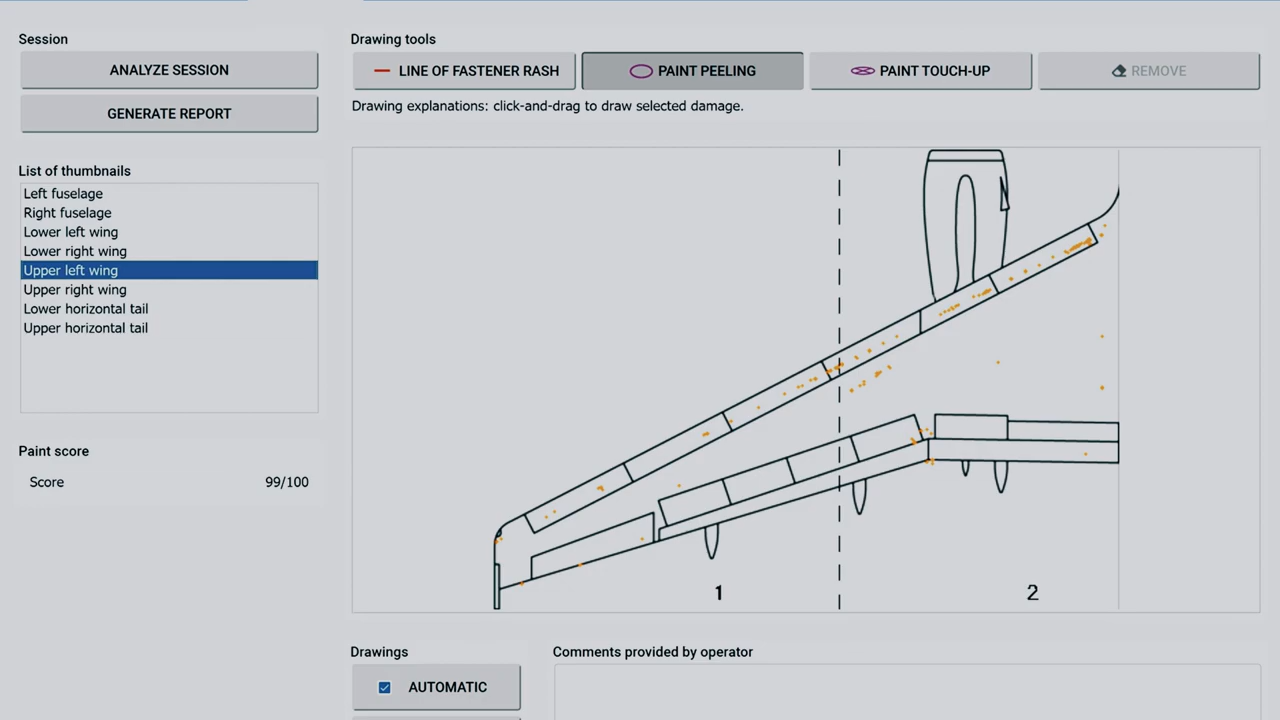 Session
ANALYZE SESSION
GENERATE REPORT
List of thumbnails
Left fuselage
Right fuselage
Lower left wing
Lower right wing
Upper left wing
Upper right wing
Lower horizontal tail
Upper horizontal tail
Paint score
Score 99/100
Drawing tools
LINE OF FASTENER RASH
PAINT PEELING
PAINT TOUCH-UP
REMOVE
Drawing explanations: click-and-drag to draw selected damage.
1
2
Drawings
AUTOMATIC
Comments provided by operator